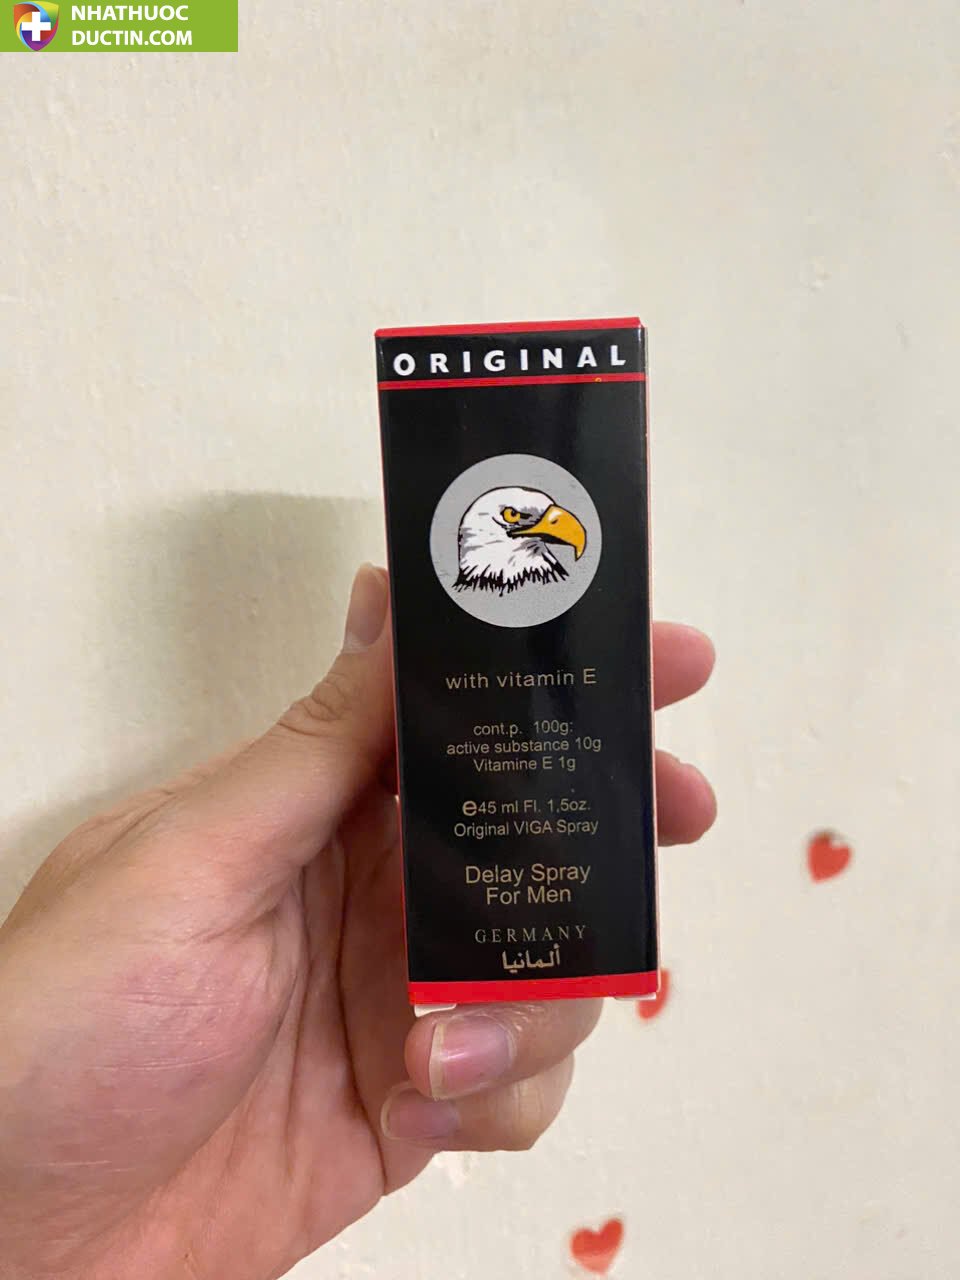 NHATHUOC
DUCTIN.COM
ORIGINAL
with vitamin E
cont.p. 100g:
active substance 10g
Vitamine E 1g
e45 ml Fl. 1,5oz.
Original VIGA Spray
Delay Spray
For Men
GERMANY
ألمانيا